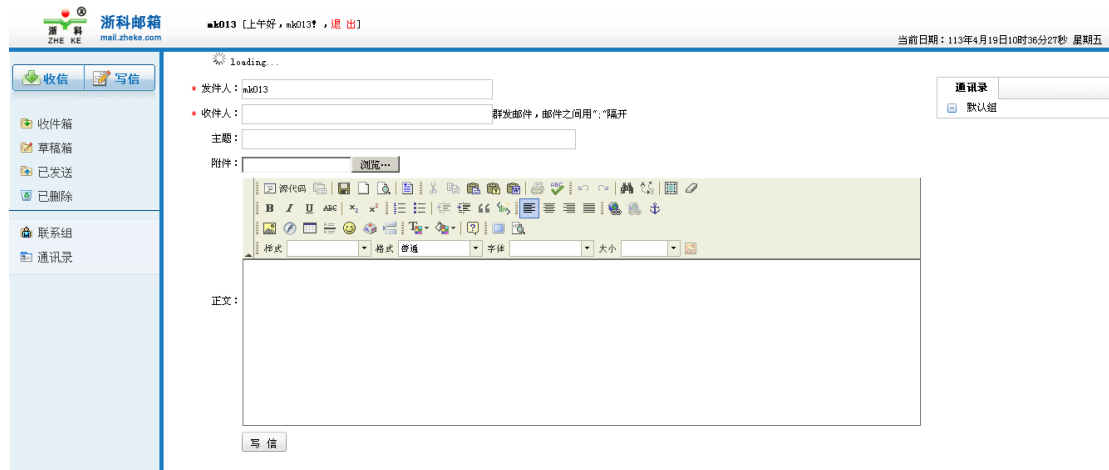 浙 科
ZHE KE
浙科邮箱
mail.zheke.com
mk013 [上午好，mk013! ，退 出]
当前日期：113年4月19日10时36分27秒 星期五
收信 写信
收件箱
草稿箱
已发送
已删除
联系组
通讯录
loading...
* 发件人：mk013
* 收件人： 群发邮件，邮件之间用";"隔开
主题：
附件： 浏览…
源代码
B I U ABC ×₂ ×²
样式 格式 普通 字体 大小
正文：
写 信
通讯录
默认组